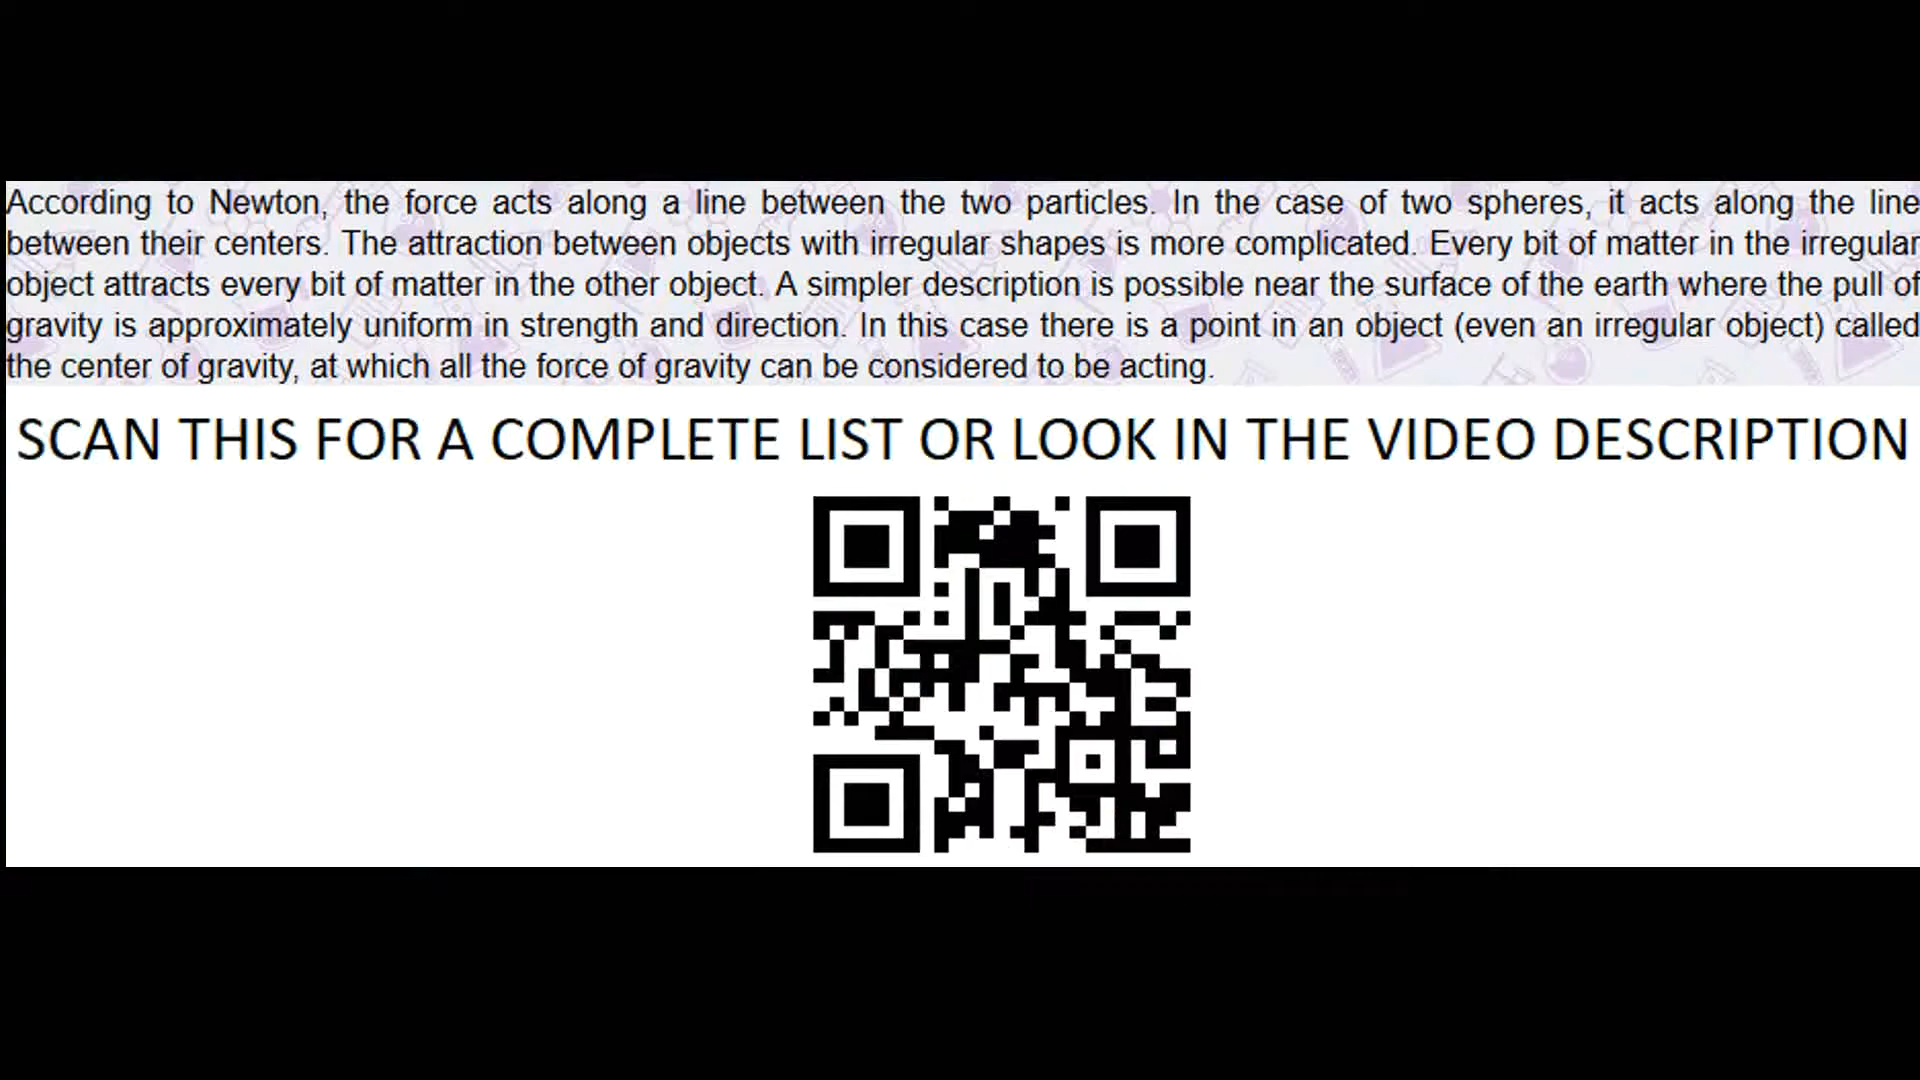 According to Newton, the force acts along a line between the two particles. In the case of two spheres, it acts along the line
between their centers. The attraction between objects with irregular shapes is more complicated. Every bit of matter in the irregular
object attracts every bit of matter in the other object. A simpler description is possible near the surface of the earth where the pull of
gravity is approximately uniform in strength and direction. In this case there is a point in an object (even an irregular object) called
the center of gravity, at which all the force of gravity can be considered to be acting.
SCAN THIS FOR A COMPLETE LIST OR LOOK IN THE VIDEO DESCRIPTION